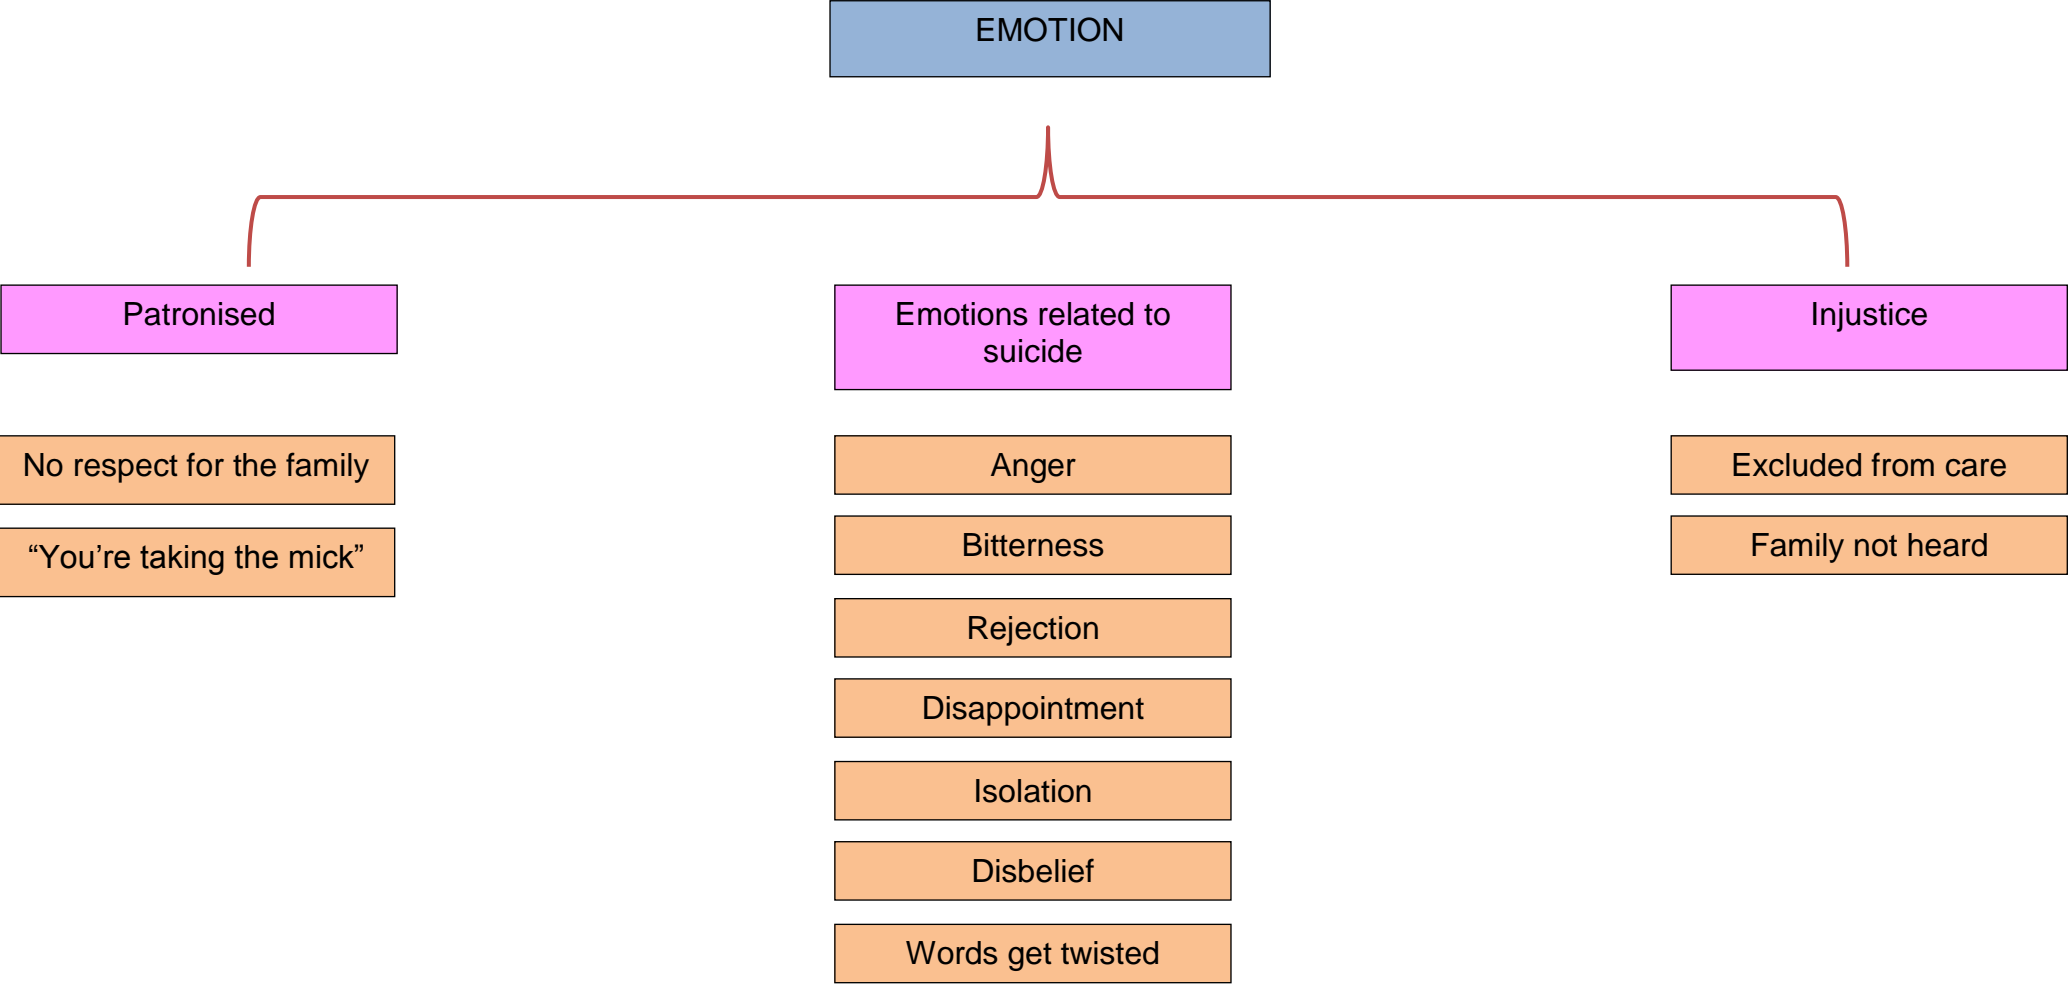 EMOTION
Patronised
Emotions related to
suicide
Injustice
No respect for the family
“You’re taking the mick”
Anger
Bitterness
Rejection
Disappointment
Isolation
Disbelief
Words get twisted
Excluded from care
Family not heard